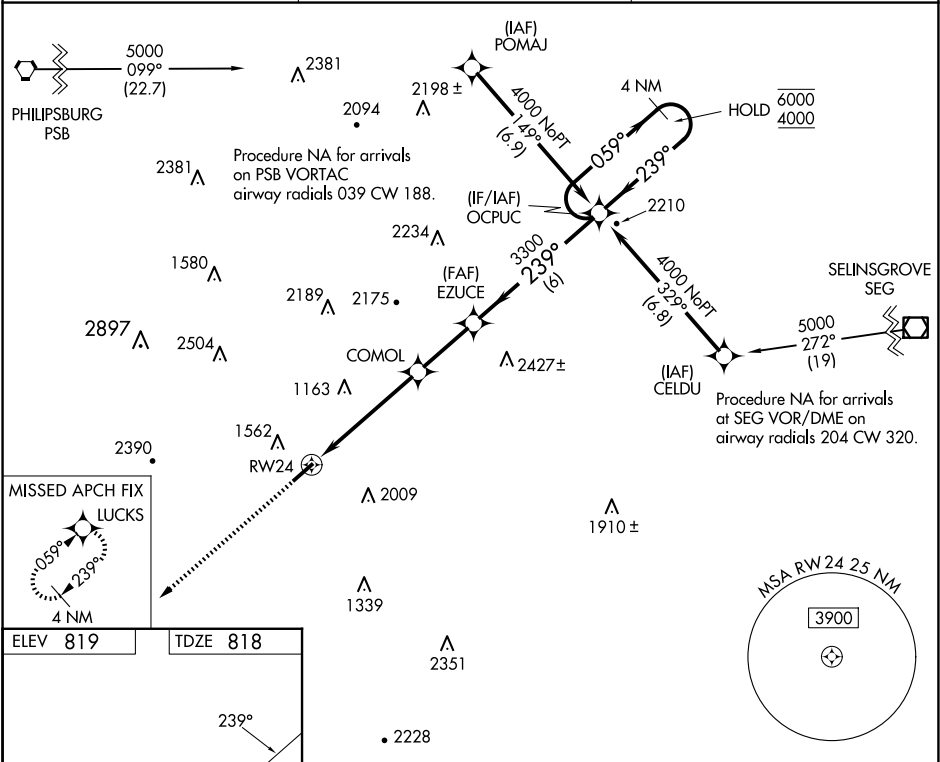 5000
099°
(22.7)
PHILIPSBURG
PSB
2381
2094
2198 ±
(IAF)
POMAJ
4000 NoPT
149°
(6.9)
4 NM
HOLD
6000
4000
059°
239°
2381
Procedure NA for arrivals
on PSB VORTAC
airway radials 039 CW 188.
(IF/IAF)
OCPUC
2210
2234
3300
239°
(6)
1580
(FAF)
EZUCE
4000 NoPT
329°
(6.8)
SELINSGROVE
SEG
5000
272°
(19)
2189
2175
2897
2504
COMOL
2427±
(IAF)
CELDU
1163
Procedure NA for arrivals
at SEG VOR/DME on
airway radials 204 CW 320.
1562
2390
RW24
MISSED APCH FIX
LUCKS
059°
239°
4 NM
2009
1910 ±
1339
MSA RW24 25 NM
3900
ELEV 819
TDZE 818
2351
239°
2228